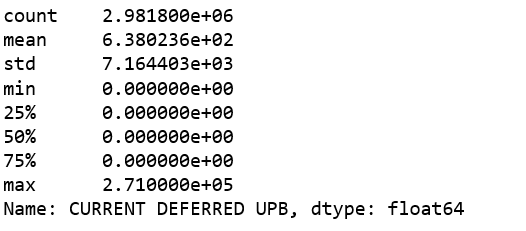 count    2.981800e+06
mean     6.380236e+02
std      7.164403e+03
min      0.000000e+00
25%      0.000000e+00
50%      0.000000e+00
75%      0.000000e+00
max      2.710000e+05
Name: CURRENT DEFERRED UPB, dtype: float64